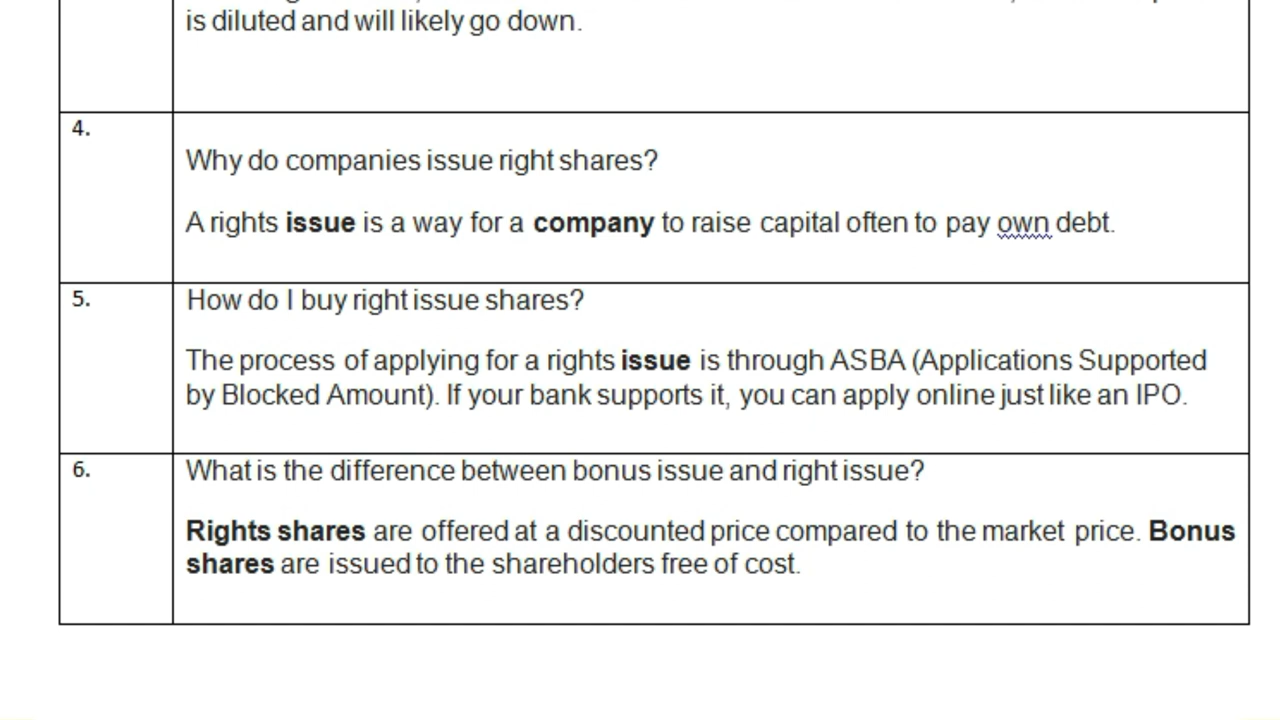 is diluted and will likely go down.
4.
Why do companies issue right shares?
A rights issue is a way for a company to raise capital often to pay own debt.
5.
How do I buy right issue shares?
The process of applying for a rights issue is through ASBA (Applications Supported
by Blocked Amount). If your bank supports it, you can apply online just like an IPO.
6.
What is the difference between bonus issue and right issue?
Rights shares are offered at a discounted price compared to the market price. Bonus
shares are issued to the shareholders free of cost.